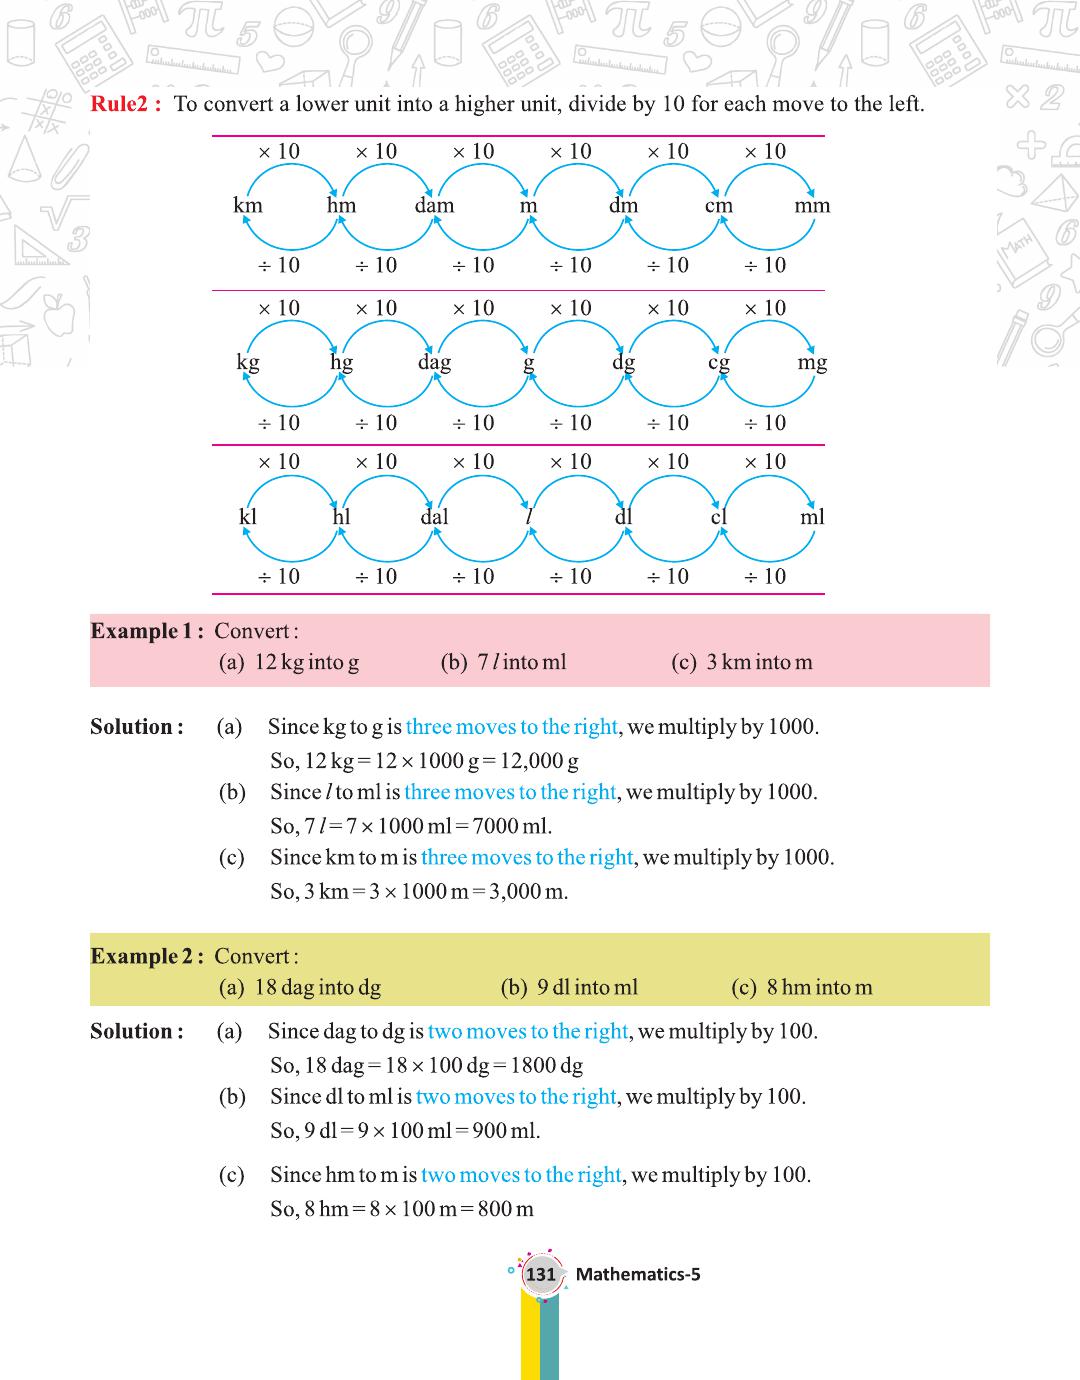 Rule2 : To convert a lower unit into a higher unit, divide by 10 for each move to the left.
× 10 × 10 × 10 × 10 × 10 × 10
km hm dam m dm cm mm
÷ 10 ÷ 10 ÷ 10 ÷ 10 ÷ 10 ÷ 10
× 10 × 10 × 10 × 10 × 10 × 10
kg hg dag g dg cg mg
÷ 10 ÷ 10 ÷ 10 ÷ 10 ÷ 10 ÷ 10
× 10 × 10 × 10 × 10 × 10 × 10
kl hl dal l dl cl ml
÷ 10 ÷ 10 ÷ 10 ÷ 10 ÷ 10 ÷ 10
Example 1 : Convert :
(a) 12 kg into g (b) 7 l into ml (c) 3 km into m
Solution : (a) Since kg to g is three moves to the right, we multiply by 1000.
So, 12 kg = 12 × 1000 g = 12,000 g
(b) Since l to ml is three moves to the right, we multiply by 1000.
So, 7 l = 7 × 1000 ml = 7000 ml.
(c) Since km to m is three moves to the right, we multiply by 1000.
So, 3 km = 3 × 1000 m = 3,000 m.
Example 2 : Convert :
(a) 18 dag into dg (b) 9 dl into ml (c) 8 hm into m
Solution : (a) Since dag to dg is two moves to the right, we multiply by 100.
So, 18 dag = 18 × 100 dg = 1800 dg
(b) Since dl to ml is two moves to the right, we multiply by 100.
So, 9 dl = 9 × 100 ml = 900 ml.
(c) Since hm to m is two moves to the right, we multiply by 100.
So, 8 hm = 8 × 100 m = 800 m
131 Mathematics-5